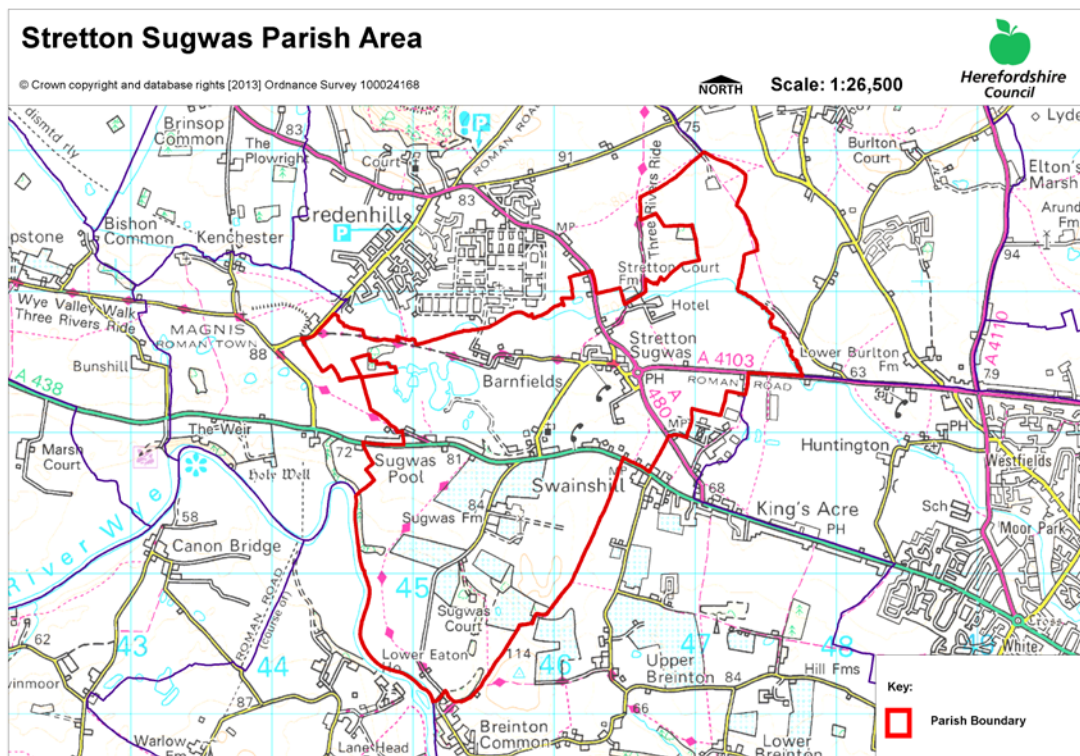 Stretton Sugwas Parish Area
© Crown copyright and database rights [2013] Ordnance Survey 100024168
NORTH
Scale: 1:26,500
Herefordshire
Council
dismtd rly
Brinsop
Common
83
The
Plowright
Court
P
ROMAN ROAD
91
75
Three Rivers Ride
Burlton
Court
Lyde
Elton's
Marsh
Bishon
Common
Kenchester
Credenhill
P
83
MP
Stretton Court
Fm
Hotel
94
Wye Valley Walk
Three Rivers Ride
MAGNIS
ROMAN TOWN
88
Bunshill
Barnfields
Stretton
Sugwas
PH
A 4103
ROMAN ROAD
A 4110
Lower Burlton
Fm
63
79
A 438
The Weir
Marsh
Court
72
Holy Well
Sugwas
Pool
81
Swainshill
MP
MP
68
Huntington
PH
Westfields
King's Acre
PH
Sch
Moor Park
River Wye
58
Canon Bridge
Sugwas Fm
84
ROMAN ROAD
(course of)
45
Sugwas
Court
62
43
44
Lower Eaton
Ho
114
46
47
48
Upper
Breinton
84
Hill Fms
White
87
66
Breinton
Common
Lane Head
Warlow
Lower
Breinton
Key:
Parish Boundary